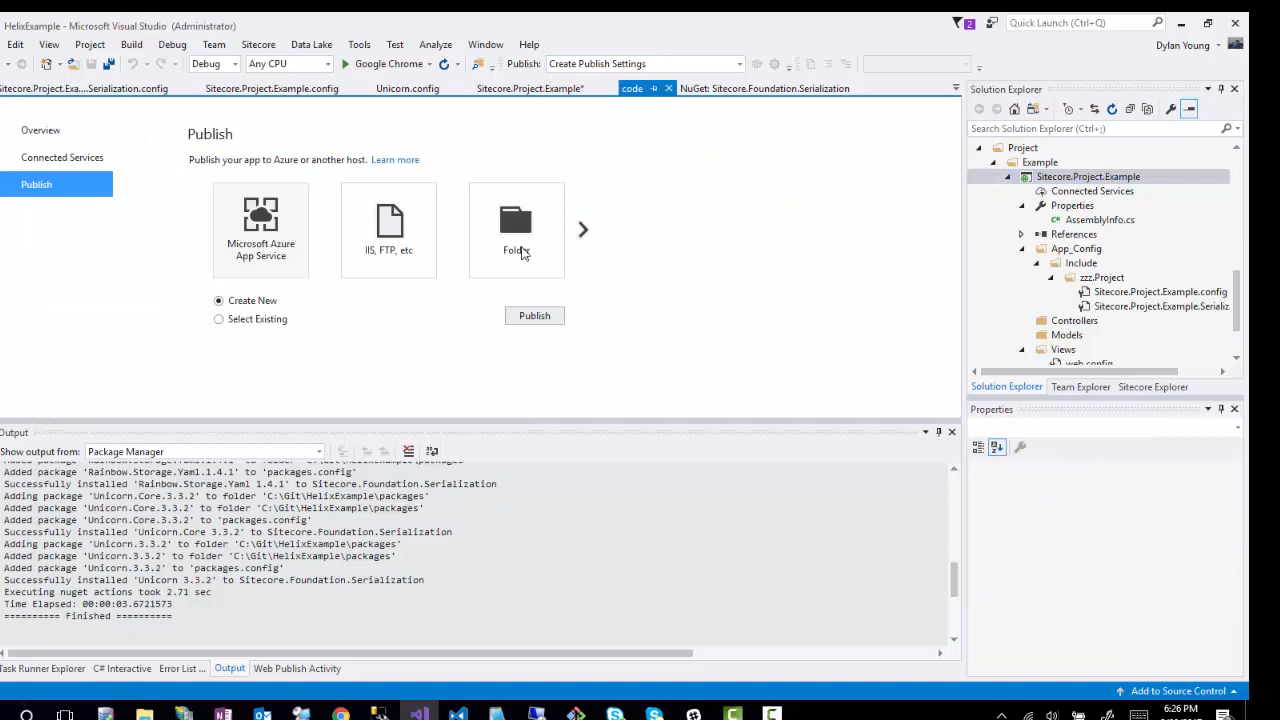 HelixExample - Microsoft Visual Studio (Administrator)
2
Quick Launch (Ctrl+;)
Edit View Project Build Debug Team Sitecore Data Lake Tools Test Analyze Window Help
Dylan Young
Debug Any CPU Google Chrome Publish: Create Publish Settings
Sitecore.Project.Exa....Serialization.config Sitecore.Project.Example.config Unicorn.config Sitecore.Project.Example* code NuGet: Sitecore.Foundation.Serialization
Overview
Connected Services
Publish
Publish
Publish your app to Azure or another host. Learn more
Microsoft Azure
App Service
IIS, FTP, etc
Folder
Create New
Select Existing
Publish
Solution Explorer
Search Solution Explorer (Ctrl+;)
Project
Example
Sitecore.Project.Example
Connected Services
Properties
AssemblyInfo.cs
References
App_Config
Include
zzz.Project
Sitecore.Project.Example.config
Sitecore.Project.Example.Serializ
Controllers
Models
Views
web.config
Solution Explorer Team Explorer Sitecore Explorer
Properties
Output
Show output from: Package Manager
Added package 'Rainbow.Storage.Yaml.1.4.1' to 'packages.config'
Successfully installed 'Rainbow.Storage.Yaml 1.4.1' to Sitecore.Foundation.Serialization
Adding package 'Unicorn.Core.3.3.2' to folder 'C:\Git\HelixExample\packages'
Added package 'Unicorn.Core.3.3.2' to folder 'C:\Git\HelixExample\packages'
Added package 'Unicorn.Core.3.3.2' to 'packages.config'
Successfully installed 'Unicorn.Core 3.3.2' to Sitecore.Foundation.Serialization
Adding package 'Unicorn.3.3.2' to folder 'C:\Git\HelixExample\packages'
Added package 'Unicorn.3.3.2' to folder 'C:\Git\HelixExample\packages'
Added package 'Unicorn.3.3.2' to 'packages.config'
Successfully installed 'Unicorn 3.3.2' to Sitecore.Foundation.Serialization
Executing nuget actions took 2.71 sec
Time Elapsed: 00:00:03.6721573
========== Finished ==========
Task Runner Explorer C# Interactive Error List ... Output Web Publish Activity
Add to Source Control
6:26 PM